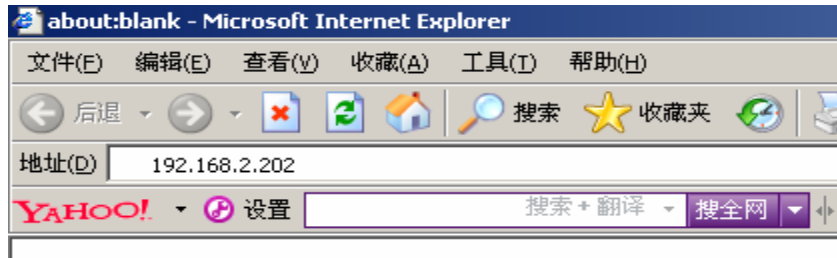 about:blank - Microsoft Internet Explorer
文件(F) 编辑(E) 查看(V) 收藏(A) 工具(T) 帮助(H)
后退 搜索 收藏夹
地址(D) 192.168.2.202
YAHOO! 设置 搜索+翻译 搜全网